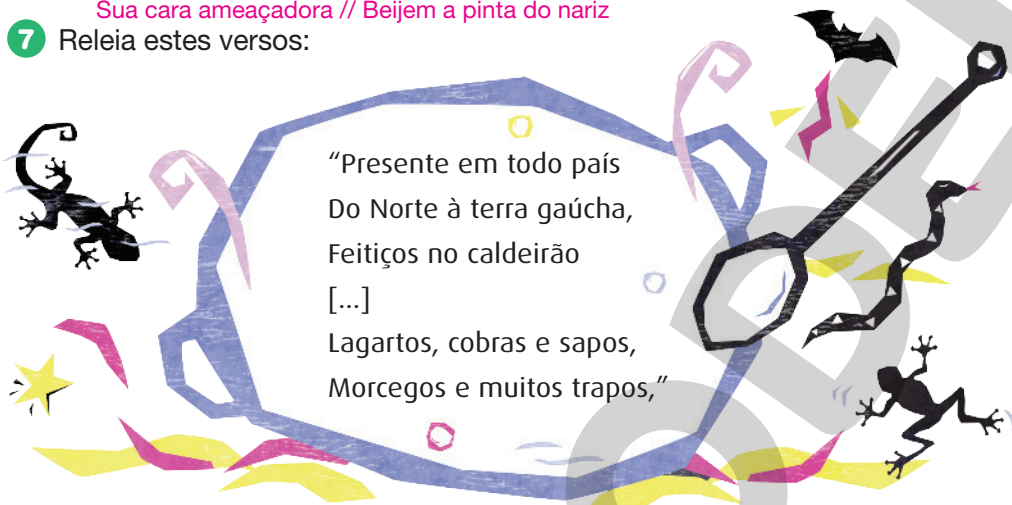 Sua cara ameaçadora // Beijem a pinta do nariz
7 Releia estes versos:
“Presente em todo país
Do Norte à terra gaúcha,
Feitiços no caldeirão
[...]
Lagartos, cobras e sapos,
Morcegos e muitos trapos,”